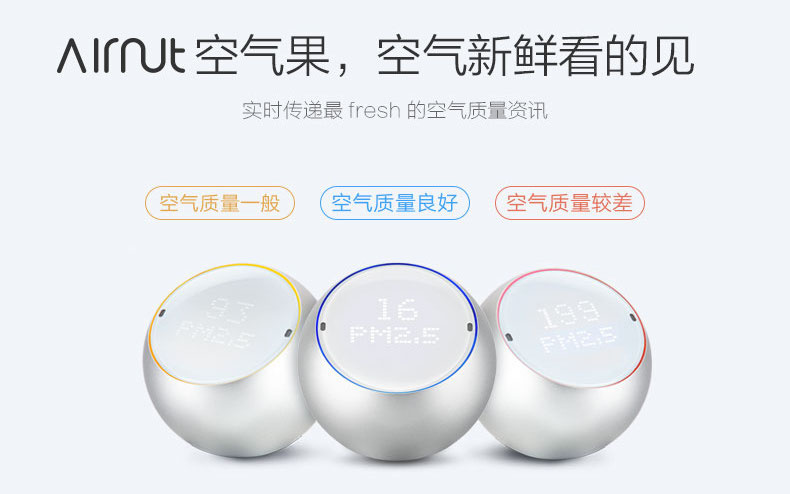 AIrnut 空气果，空气新鲜看的见
实时传递最 fresh 的空气质量资讯
空气质量一般
空气质量良好
空气质量较差
93
PM2.5
16
PM2.5
199
PM2.5